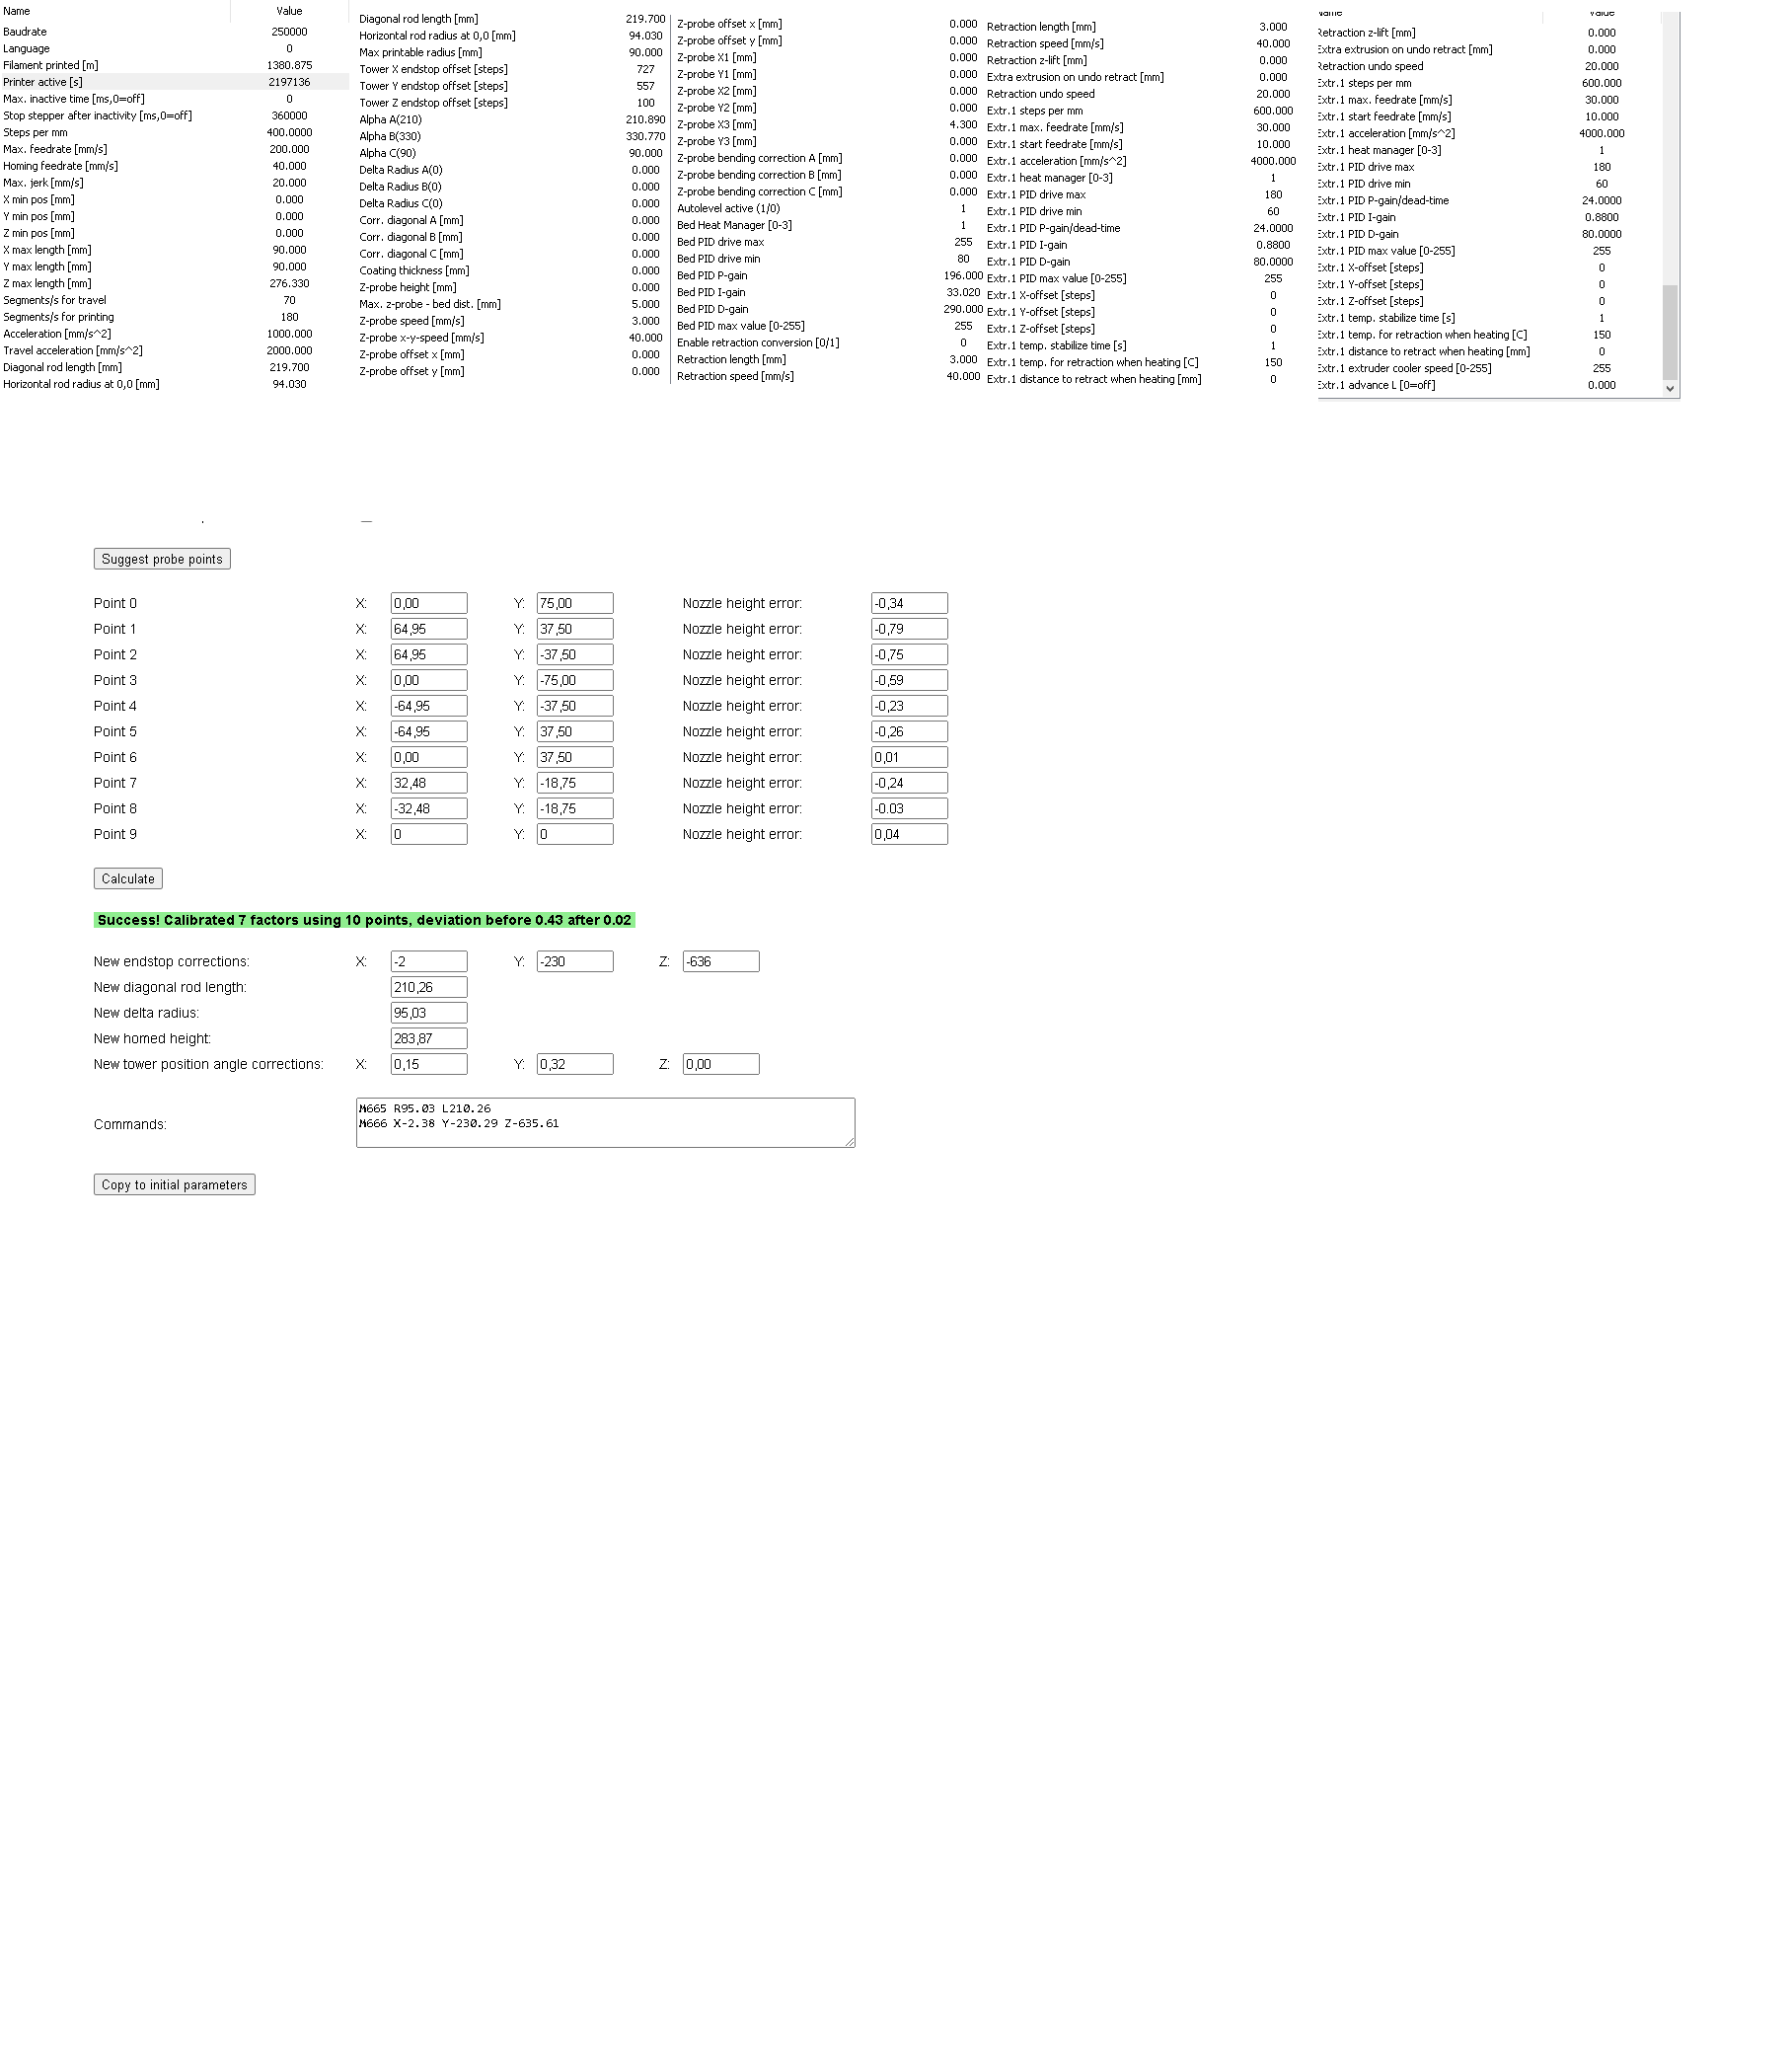 Name Value
Baudrate 250000
Language 0
Filament printed [m] 1380.875
Printer active [s] 2197136
Max. inactive time [ms,0=off] 0
Stop stepper after inactivity [ms,0=off] 360000
Steps per mm 400.0000
Max. feedrate [mm/s] 200.000
Homing feedrate [mm/s] 40.000
Max. jerk [mm/s] 20.000
X min pos [mm] 0.000
Y min pos [mm] 0.000
Z min pos [mm] 0.000
X max length [mm] 90.000
Y max length [mm] 90.000
Z max length [mm] 276.330
Segments/s for travel 70
Segments/s for printing 180
Acceleration [mm/s^2] 1000.000
Travel acceleration [mm/s^2] 2000.000
Diagonal rod length [mm] 219.700
Horizontal rod radius at 0,0 [mm] 94.030
Diagonal rod length [mm] 219.700
Horizontal rod radius at 0,0 [mm] 94.030
Max printable radius [mm] 90.000
Tower X endstop offset [steps] 727
Tower Y endstop offset [steps] 557
Tower Z endstop offset [steps] 100
Alpha A(210) 210.890
Alpha B(330) 330.770
Alpha C(90) 90.000
Delta Radius A(0) 0.000
Delta Radius B(0) 0.000
Delta Radius C(0) 0.000
Corr. diagonal A [mm] 0.000
Corr. diagonal B [mm] 0.000
Corr. diagonal C [mm] 0.000
Coating thickness [mm] 0.000
Z-probe height [mm] 0.000
Max. z-probe - bed dist. [mm] 5.000
Z-probe speed [mm/s] 3.000
Z-probe x-y-speed [mm/s] 40.000
Z-probe offset x [mm] 0.000
Z-probe offset y [mm] 0.000
Z-probe offset x [mm] 0.000
Z-probe offset y [mm] 0.000
Z-probe X1 [mm] 0.000
Z-probe Y1 [mm] 0.000
Z-probe X2 [mm] 0.000
Z-probe Y2 [mm] 0.000
Z-probe X3 [mm] 4.300
Z-probe Y3 [mm] 0.000
Z-probe bending correction A [mm] 0.000
Z-probe bending correction B [mm] 0.000
Z-probe bending correction C [mm] 0.000
Autolevel active (1/0) 1
Bed Heat Manager [0-3] 1
Bed PID drive max 255
Bed PID drive min 80
Bed PID P-gain 196.000
Bed PID I-gain 33.020
Bed PID D-gain 290.000
Bed PID max value [0-255] 255
Enable retraction conversion [0/1] 0
Retraction length [mm] 3.000
Retraction speed [mm/s] 40.000
Retraction length [mm] 3.000
Retraction speed [mm/s] 40.000
Retraction z-lift [mm] 0.000
Extra extrusion on undo retract [mm] 0.000
Retraction undo speed 20.000
Extr.1 steps per mm 600.000
Extr.1 max. feedrate [mm/s] 30.000
Extr.1 start feedrate [mm/s] 10.000
Extr.1 acceleration [mm/s^2] 4000.000
Extr.1 heat manager [0-3] 1
Extr.1 PID drive max 180
Extr.1 PID drive min 60
Extr.1 PID P-gain/dead-time 24.0000
Extr.1 PID I-gain 0.8800
Extr.1 PID D-gain 80.0000
Extr.1 PID max value [0-255] 255
Extr.1 X-offset [steps] 0
Extr.1 Y-offset [steps] 0
Extr.1 Z-offset [steps] 0
Extr.1 temp. stabilize time [s] 1
Extr.1 temp. for retraction when heating [C] 150
Extr.1 distance to retract when heating [mm] 0
Name Value
Retraction z-lift [mm] 0.000
Extra extrusion on undo retract [mm] 0.000
Retraction undo speed 20.000
Extr.1 steps per mm 600.000
Extr.1 max. feedrate [mm/s] 30.000
Extr.1 start feedrate [mm/s] 10.000
Extr.1 acceleration [mm/s^2] 4000.000
Extr.1 heat manager [0-3] 1
Extr.1 PID drive max 180
Extr.1 PID drive min 60
Extr.1 PID P-gain/dead-time 24.0000
Extr.1 PID I-gain 0.8800
Extr.1 PID D-gain 80.0000
Extr.1 PID max value [0-255] 255
Extr.1 X-offset [steps] 0
Extr.1 Y-offset [steps] 0
Extr.1 Z-offset [steps] 0
Extr.1 temp. stabilize time [s] 1
Extr.1 temp. for retraction when heating [C] 150
Extr.1 distance to retract when heating [mm] 0
Extr.1 extruder cooler speed [0-255] 255
Extr.1 advance L [0=off] 0.000
Suggest probe points
Point 0 X: 0,00 Y: 75,00 Nozzle height error: -0,34
Point 1 X: 64,95 Y: 37,50 Nozzle height error: -0,79
Point 2 X: 64,95 Y: -37,50 Nozzle height error: -0,75
Point 3 X: 0,00 Y: -75,00 Nozzle height error: -0,59
Point 4 X: -64,95 Y: -37,50 Nozzle height error: -0,23
Point 5 X: -64,95 Y: 37,50 Nozzle height error: -0,26
Point 6 X: 0,00 Y: 37,50 Nozzle height error: 0,01
Point 7 X: 32,48 Y: -18,75 Nozzle height error: -0,24
Point 8 X: -32,48 Y: -18,75 Nozzle height error: -0.03
Point 9 X: 0 Y: 0 Nozzle height error: 0,04
Calculate
Success! Calibrated 7 factors using 10 points, deviation before 0.43 after 0.02
New endstop corrections: X: -2 Y: -230 Z: -636
New diagonal rod length: 210,26
New delta radius: 95,03
New homed height: 283,87
New tower position angle corrections: X: 0,15 Y: 0,32 Z: 0,00
Commands:
M665 R95.03 L210.26
M666 X-2.38 Y-230.29 Z-635.61
Copy to initial parameters